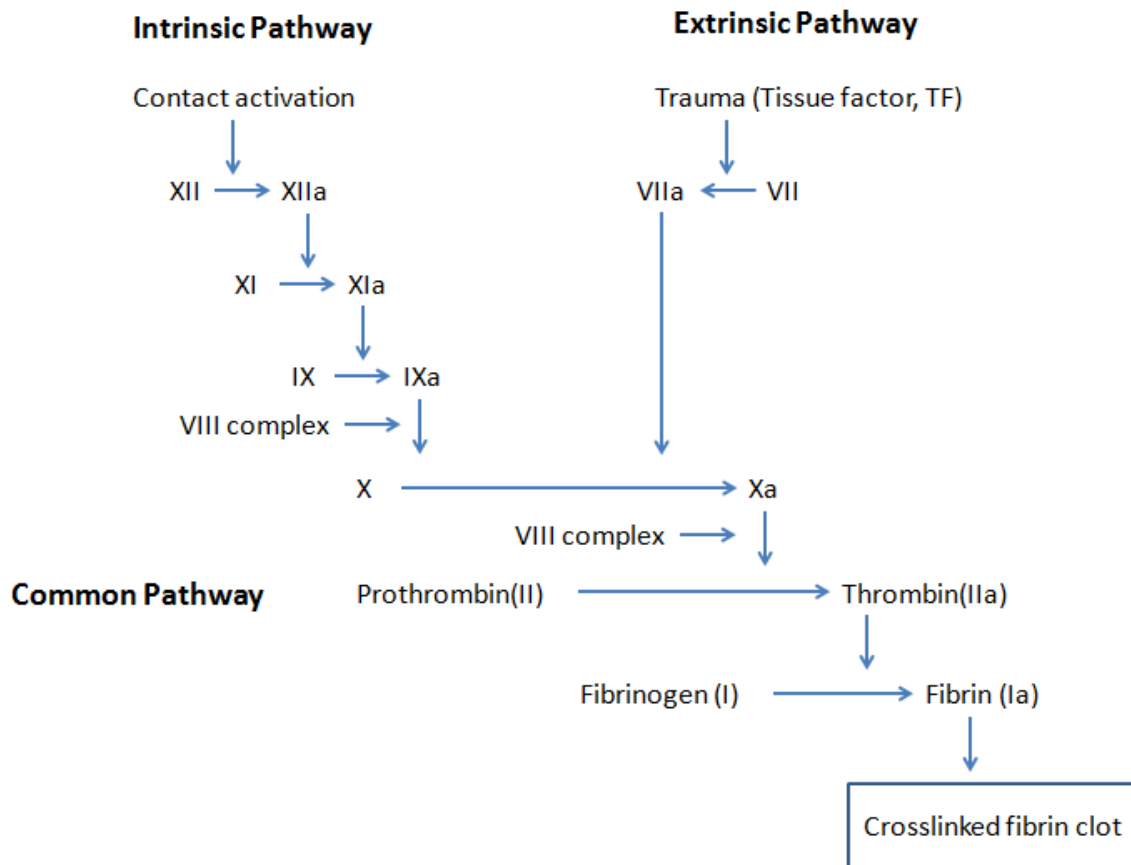 Intrinsic Pathway
Extrinsic Pathway
Contact activation
Trauma (Tissue factor, TF)
XII
XIIa
VIIa
VII
XI
XIa
IX
IXa
VIII complex
X
Xa
VIII complex
Common Pathway
Prothrombin(II)
Thrombin(IIa)
Fibrinogen (I)
Fibrin (Ia)
Crosslinked fibrin clot